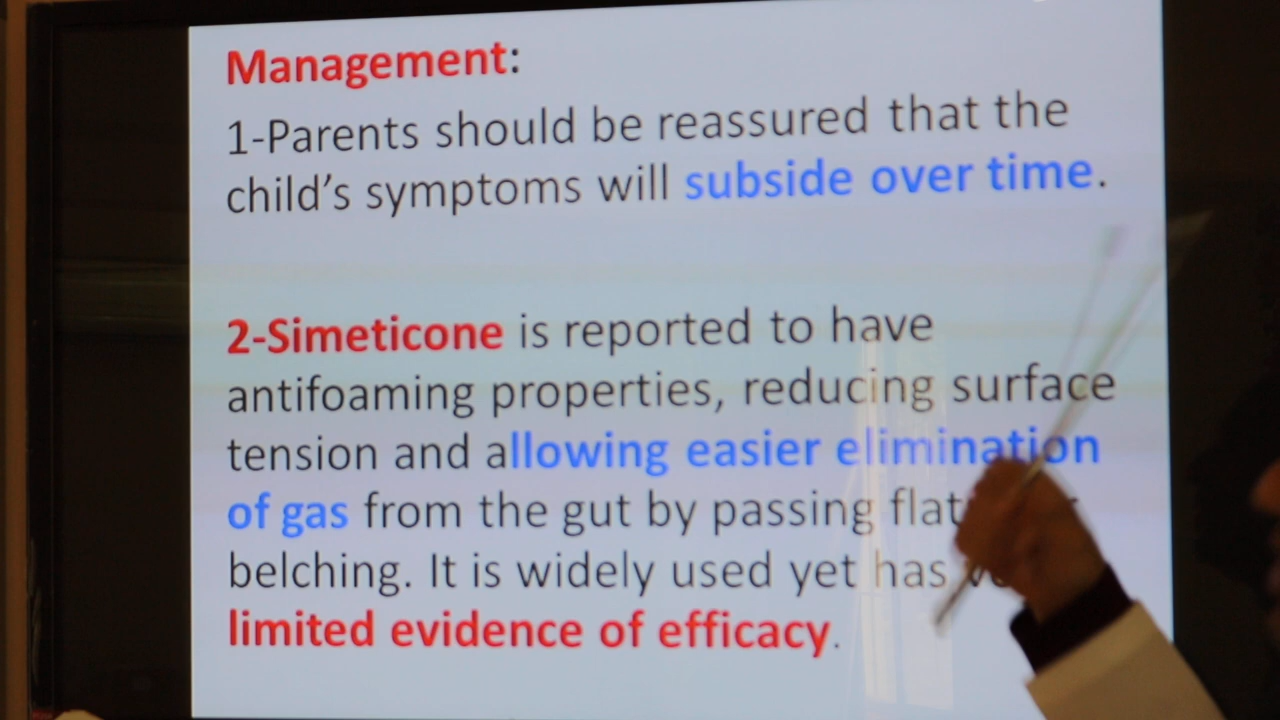 Management:
1-Parents should be reassured that the
child's symptoms will subside over time.
2-Simeticone is reported to have
antifoaming properties, reducing surface
tension and allowing easier elimination
of gas from the gut by passing
belching. It is widely used yet has
limited evidence of efficacy.